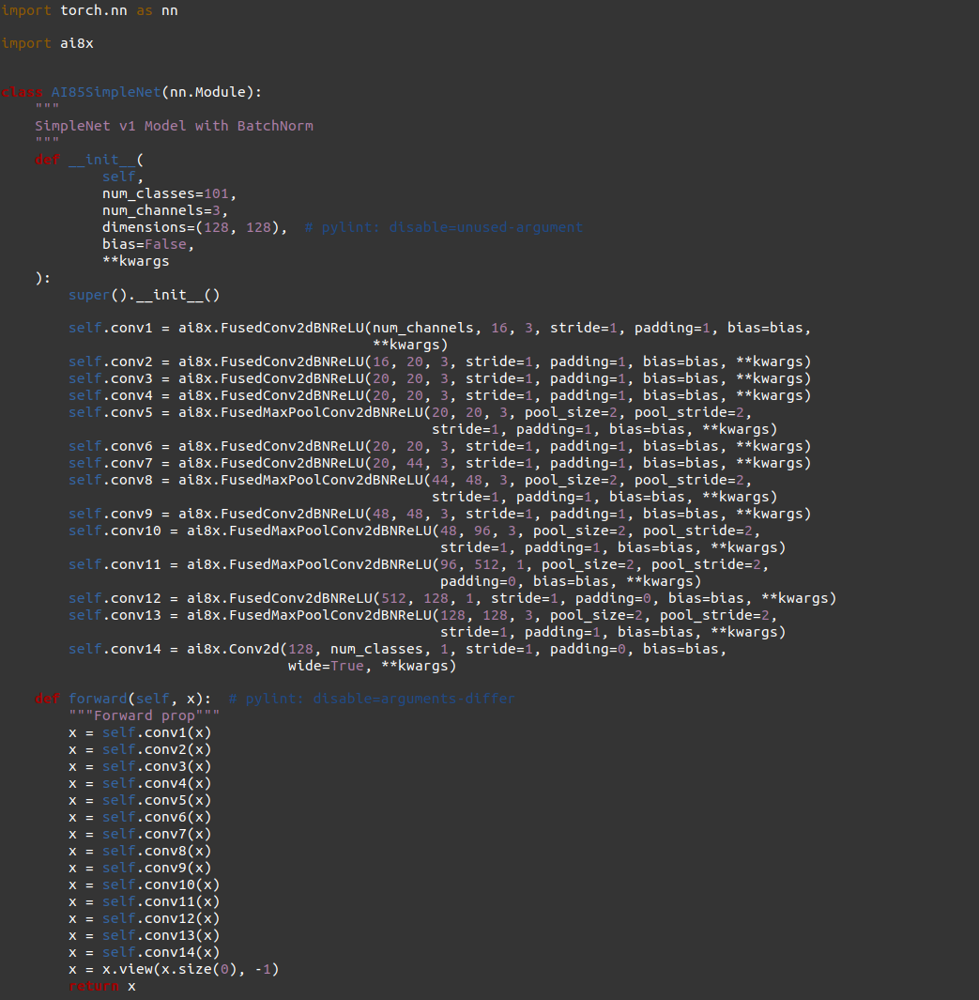 import torch.nn as nn
import ai8x
class AI85SimpleNet(nn.Module):
"""
SimpleNet v1 Model with BatchNorm
"""
def __init__(
self,
num_classes=101,
num_channels=3,
dimensions=(128, 128),  # pylint: disable=unused-argument
bias=False,
**kwargs
):
super().__init__()
self.conv1 = ai8x.FusedConv2dBNReLU(num_channels, 16, 3, stride=1, padding=1, bias=bias,
**kwargs)
self.conv2 = ai8x.FusedConv2dBNReLU(16, 20, 3, stride=1, padding=1, bias=bias, **kwargs)
self.conv3 = ai8x.FusedConv2dBNReLU(20, 20, 3, stride=1, padding=1, bias=bias, **kwargs)
self.conv4 = ai8x.FusedConv2dBNReLU(20, 20, 3, stride=1, padding=1, bias=bias, **kwargs)
self.conv5 = ai8x.FusedMaxPoolConv2dBNReLU(20, 20, 3, pool_size=2, pool_stride=2,
stride=1, padding=1, bias=bias, **kwargs)
self.conv6 = ai8x.FusedConv2dBNReLU(20, 20, 3, stride=1, padding=1, bias=bias, **kwargs)
self.conv7 = ai8x.FusedConv2dBNReLU(20, 44, 3, stride=1, padding=1, bias=bias, **kwargs)
self.conv8 = ai8x.FusedMaxPoolConv2dBNReLU(44, 48, 3, pool_size=2, pool_stride=2,
stride=1, padding=1, bias=bias, **kwargs)
self.conv9 = ai8x.FusedConv2dBNReLU(48, 48, 3, stride=1, padding=1, bias=bias, **kwargs)
self.conv10 = ai8x.FusedMaxPoolConv2dBNReLU(48, 96, 3, pool_size=2, pool_stride=2,
stride=1, padding=1, bias=bias, **kwargs)
self.conv11 = ai8x.FusedMaxPoolConv2dBNReLU(96, 512, 1, pool_size=2, pool_stride=2,
padding=0, bias=bias, **kwargs)
self.conv12 = ai8x.FusedConv2dBNReLU(512, 128, 1, stride=1, padding=0, bias=bias, **kwargs)
self.conv13 = ai8x.FusedMaxPoolConv2dBNReLU(128, 128, 3, pool_size=2, pool_stride=2,
stride=1, padding=1, bias=bias, **kwargs)
self.conv14 = ai8x.Conv2d(128, num_classes, 1, stride=1, padding=0, bias=bias,
wide=True, **kwargs)
def forward(self, x):  # pylint: disable=arguments-differ
"""Forward prop"""
x = self.conv1(x)
x = self.conv2(x)
x = self.conv3(x)
x = self.conv4(x)
x = self.conv5(x)
x = self.conv6(x)
x = self.conv7(x)
x = self.conv8(x)
x = self.conv9(x)
x = self.conv10(x)
x = self.conv11(x)
x = self.conv12(x)
x = self.conv13(x)
x = self.conv14(x)
x = x.view(x.size(0), -1)
return x